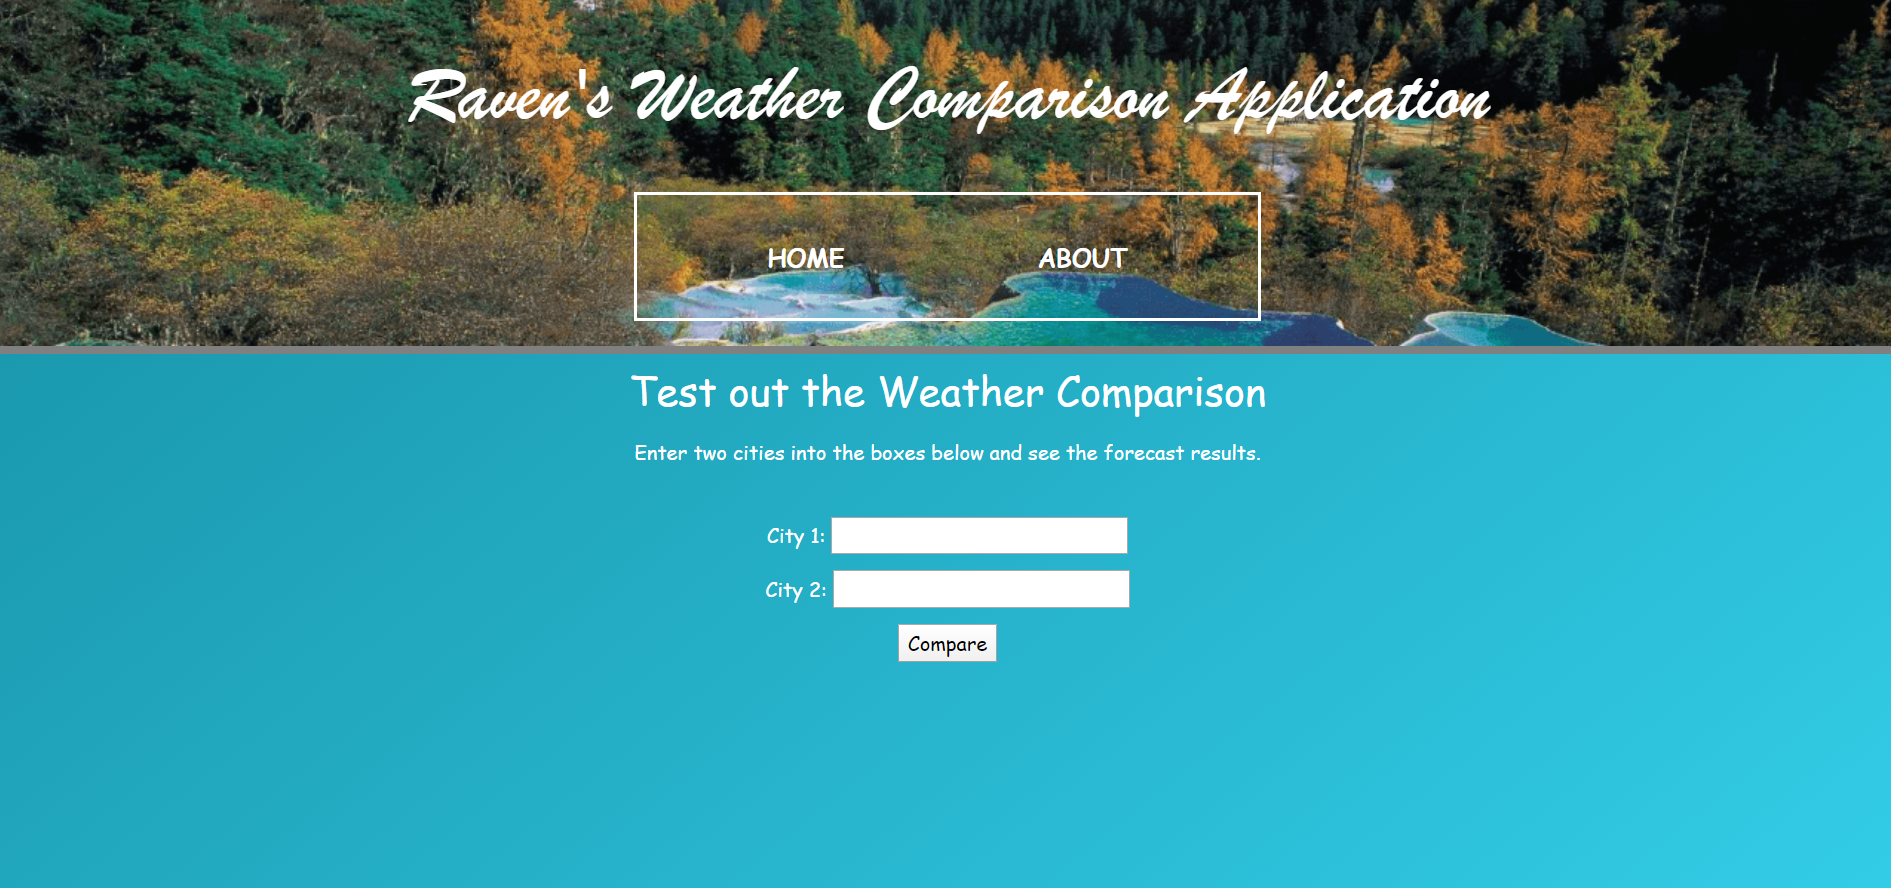 Raven's Weather Comparison Application
HOME ABOUT
Test out the Weather Comparison
Enter two cities into the boxes below and see the forecast results.
City 1:
City 2:
Compare